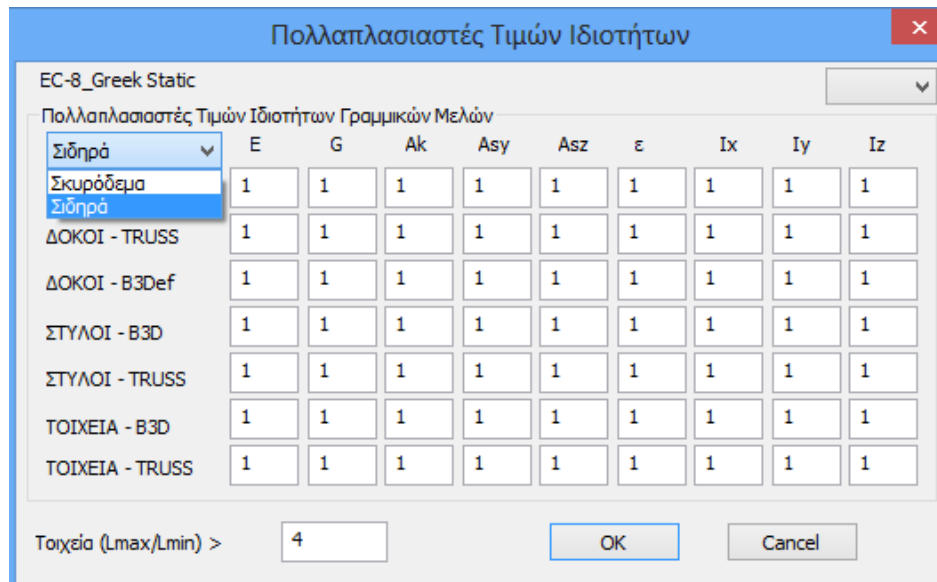 Πολλαπλασιαστές Τιμών Ιδιοτήτων
EC-8_Greek Static
Πολλαπλασιαστές Τιμών Ιδιοτήτων Γραμμικών Μελών
Σιδηρά E G Ak Asy Asz ε Ix Iy Iz
Σκυρόδεμα 1 1 1 1 1 1 1 1 1
Σιδηρά
ΔΟΚΟΙ - TRUSS 1 1 1 1 1 1 1 1 1
ΔΟΚΟΙ - B3Def 1 1 1 1 1 1 1 1 1
ΣΤΥΛΟΙ - B3D 1 1 1 1 1 1 1 1 1
ΣΤΥΛΟΙ - TRUSS 1 1 1 1 1 1 1 1 1
ΤΟΙΧΕΙΑ - B3D 1 1 1 1 1 1 1 1 1
ΤΟΙΧΕΙΑ - TRUSS 1 1 1 1 1 1 1 1 1
Τοιχεία (Lmax/Lmin) > 4 OK Cancel